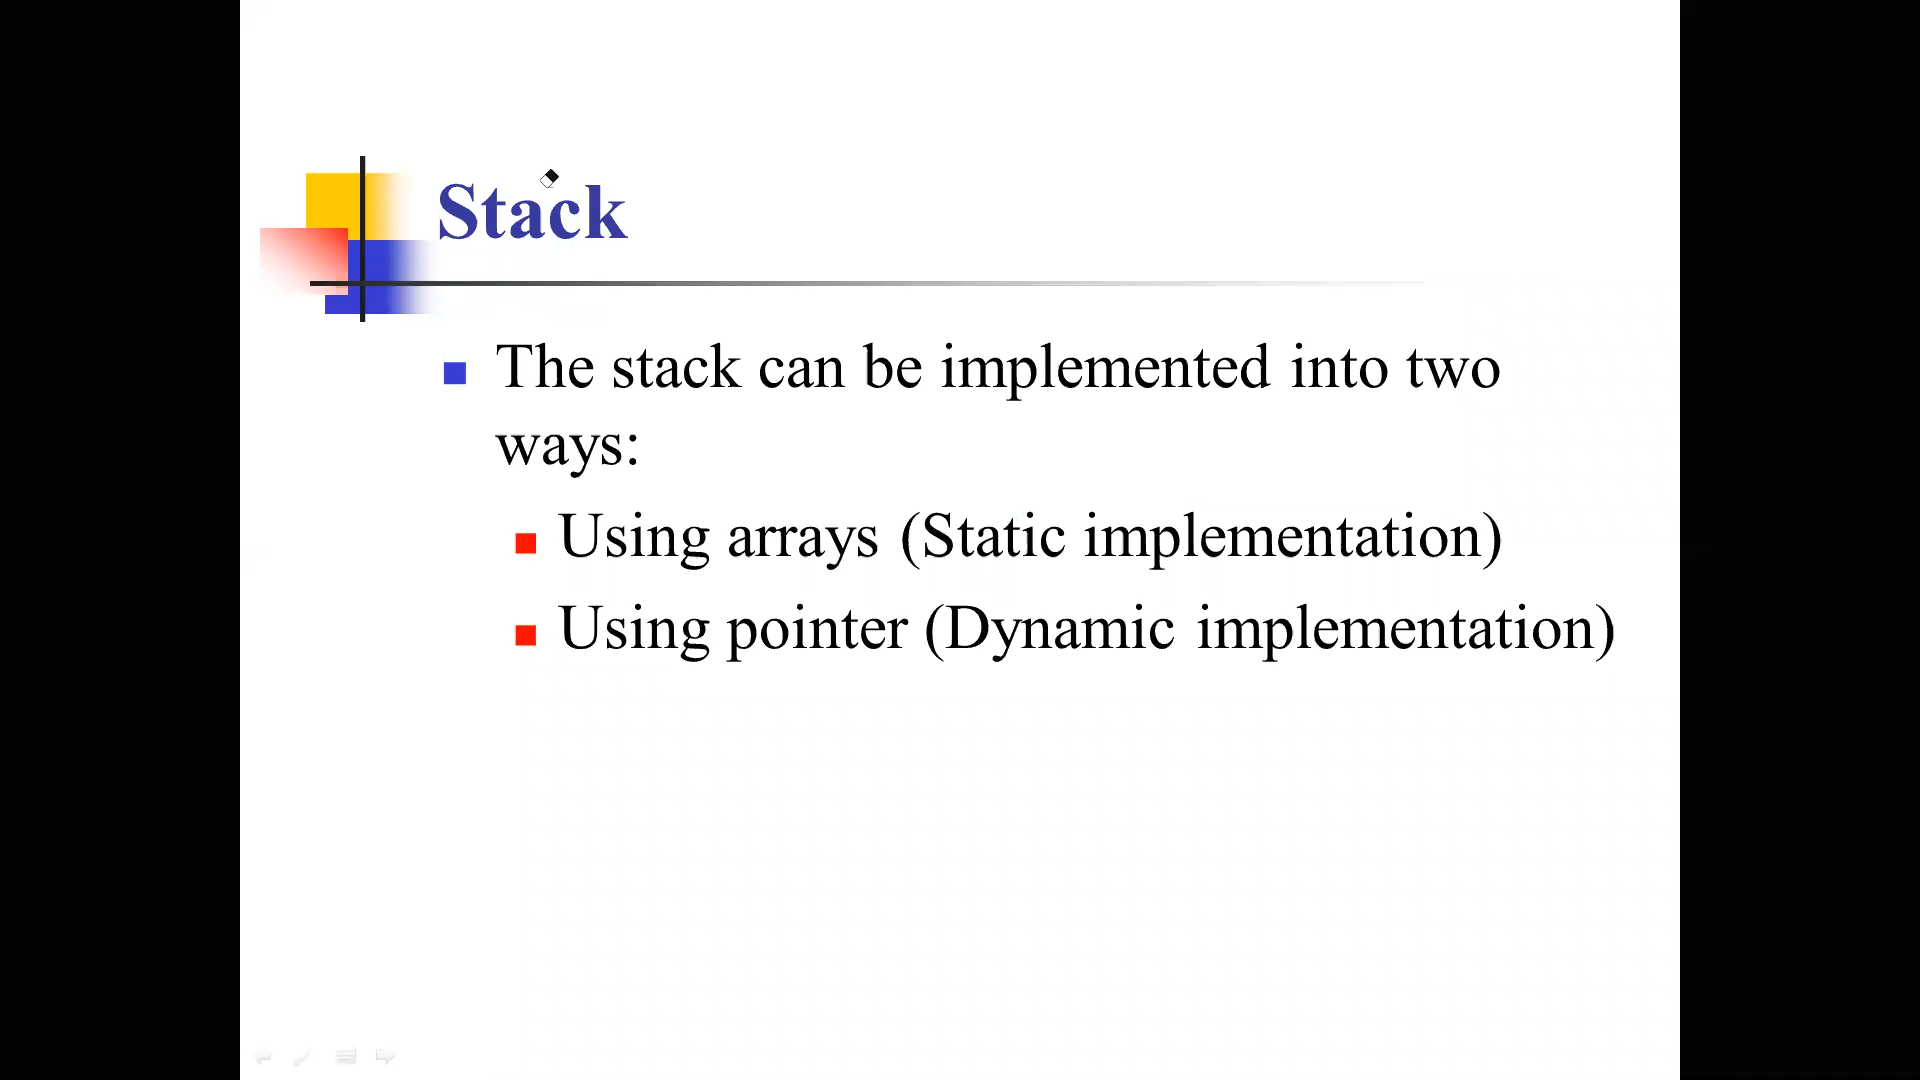 Stack
The stack can be implemented into two
ways:
Using arrays (Static implementation)
Using pointer (Dynamic implementation)